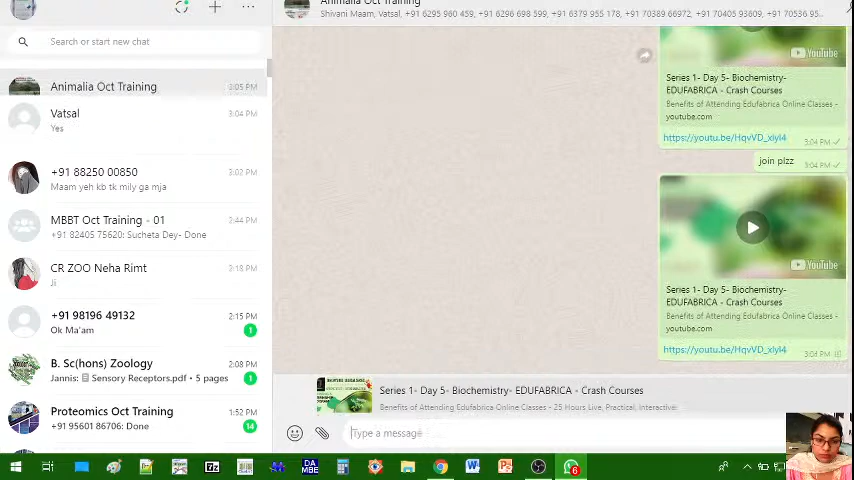 Animalia Oct Training
Shivani Maam, Vatsal, +91 6295 960 459, +91 6296 698 599, +91 6379 955 178, +91 70389 66972, +91 70405 93609, +91 70536 95...
Search or start new chat
Animalia Oct Training
3:05 PM
Vatsal
3:04 PM
Yes
+91 88250 00850
3:02 PM
Maam yeh kb tk mily ga mja
MBBT Oct Training - 01
2:44 PM
+91 82405 75620: Sucheta Dey- Done
CR ZOO Neha Rimt
2:18 PM
Ji
+91 98196 49132
2:15 PM
Ok Ma'am
1
B. Sc(hons) Zoology
2:08 PM
Jannis: Sensory Receptors.pdf • 5 pages
1
Proteomics Oct Training
1:52 PM
+91 95601 86706: Done
14
YouTube
Series 1- Day 5- Biochemistry-
EDUFABRICA - Crash Courses
Benefits of Attending Edufabrica Online Classes -
youtube.com
https://youtu.be/HqvVD_xlyI4
3:04 PM
join plzz
3:04 PM
YouTube
Series 1- Day 5- Biochemistry-
EDUFABRICA - Crash Courses
Benefits of Attending Edufabrica Online Classes -
youtube.com
https://youtu.be/HqvVD_xlyI4
3:04 PM
Series 1- Day 5- Biochemistry- EDUFABRICA - Crash Courses
Benefits of Attending Edufabrica Online Classes - 25 Hours Live, Practical, Interactive
Type a message
7z
DAMBE
6